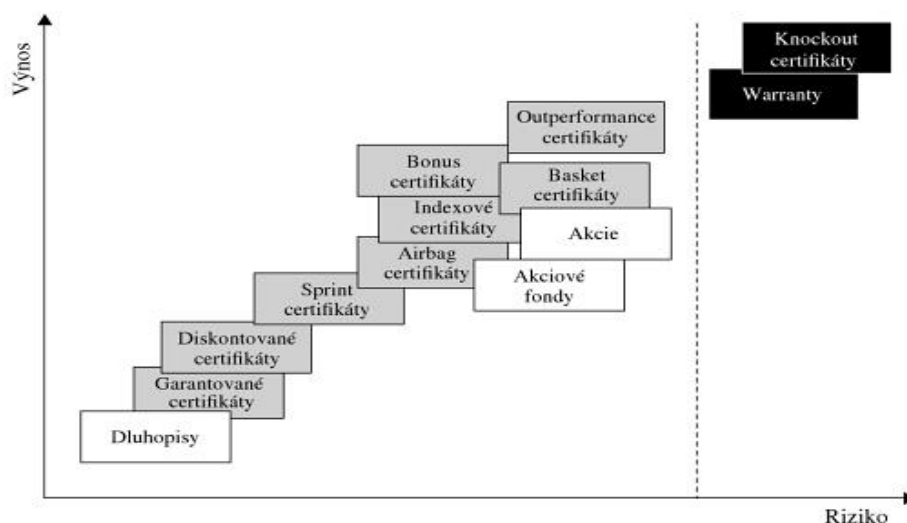 Výnos
Knockout
certifikáty
Warranty
Outperformance
certifikáty
Bonus
certifikáty
Basket
certifikáty
Indexové
certifikáty
Akcie
Airbag
certifikáty
Akciové
fondy
Sprint
certifikáty
Diskontované
certifikáty
Garantované
certifikáty
Dluhopisy
Riziko